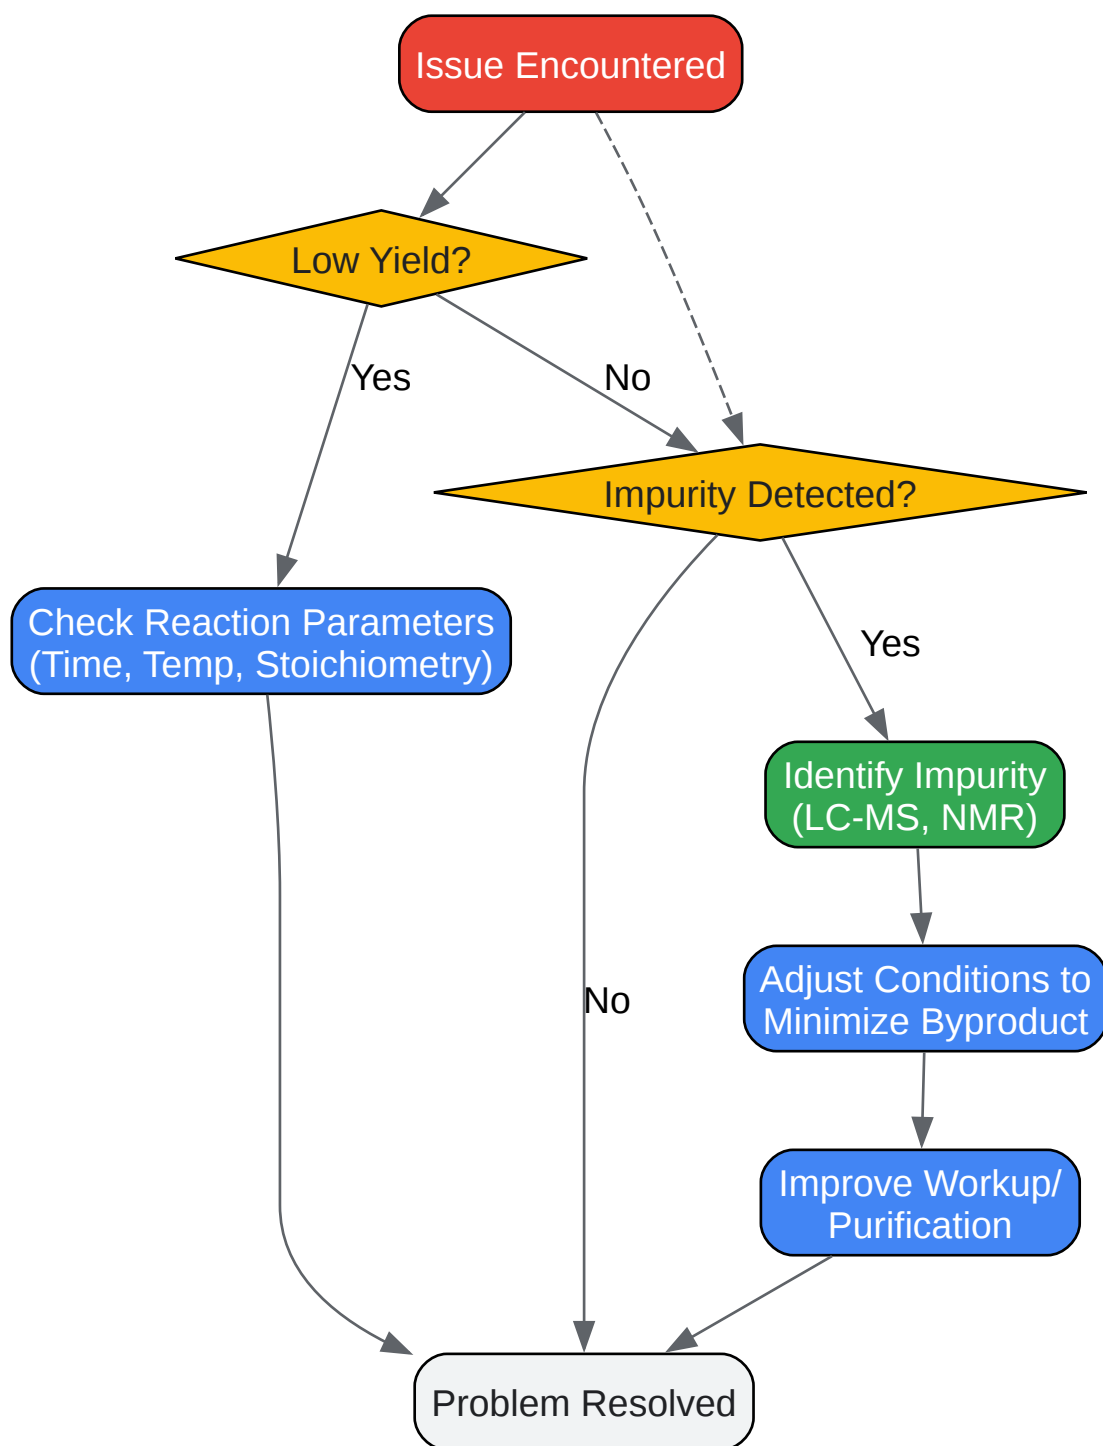 Issue Encountered
Low Yield?
Yes
No
Impurity Detected?
Check Reaction Parameters
(Time, Temp, Stoichiometry)
Yes
Identify Impurity
(LC-MS, NMR)
Adjust Conditions to
Minimize Byproduct
No
Improve Workup/
Purification
Problem Resolved